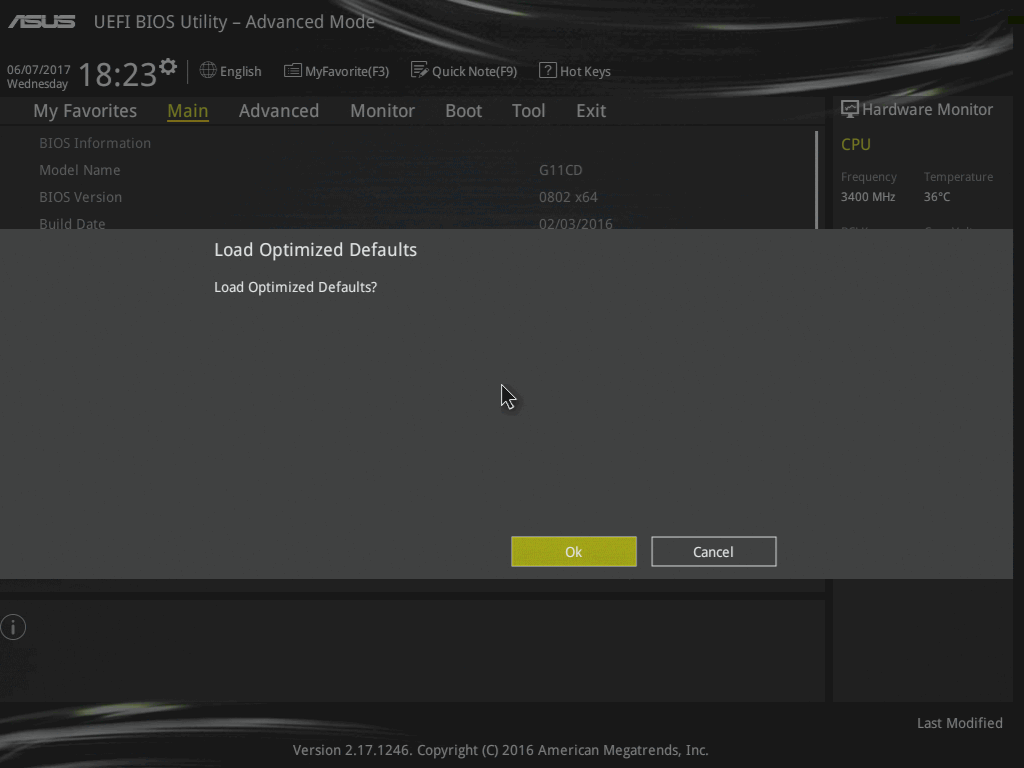 ASUS UEFI BIOS Utility – Advanced Mode
06/07/2017
Wednesday
18:23
English
MyFavorite(F3)
Quick Note(F9)
? Hot Keys
My Favorites Main Advanced Monitor Boot Tool Exit
Hardware Monitor
BIOS Information
Model Name G11CD
BIOS Version 0802 x64
Build Date 02/03/2016
CPU
Frequency Temperature
3400 MHz 36°C
Load Optimized Defaults
Load Optimized Defaults?
Ok Cancel
Last Modified
Version 2.17.1246. Copyright (C) 2016 American Megatrends, Inc.